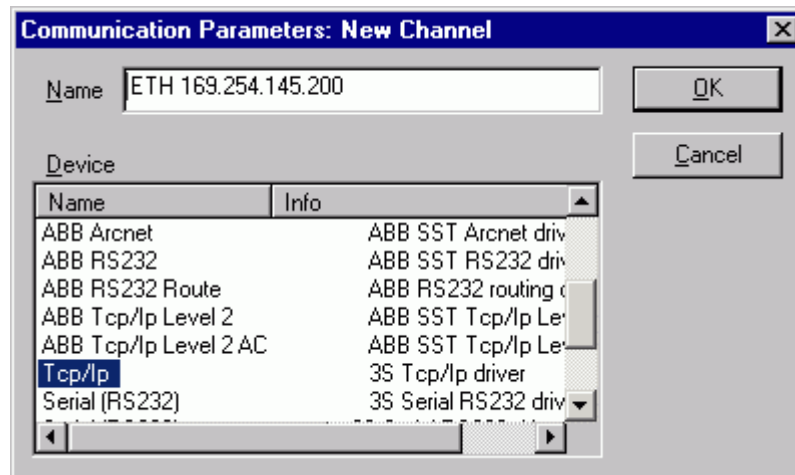 Communication Parameters: New Channel
Name ETH 169.254.145.200 OK
Cancel
Device
Name Info
ABB Arcnet ABB SST Arcnet driv
ABB RS232 ABB SST RS232 driv
ABB RS232 Route ABB RS232 routing
ABB Tcp/Ip Level 2 ABB SST Tcp/Ip Le
ABB Tcp/Ip Level 2 AC ABB SST Tcp/Ip Le
Tcp/Ip 3S Tcp/Ip driver
Serial (RS232) 3S Serial RS232 driv